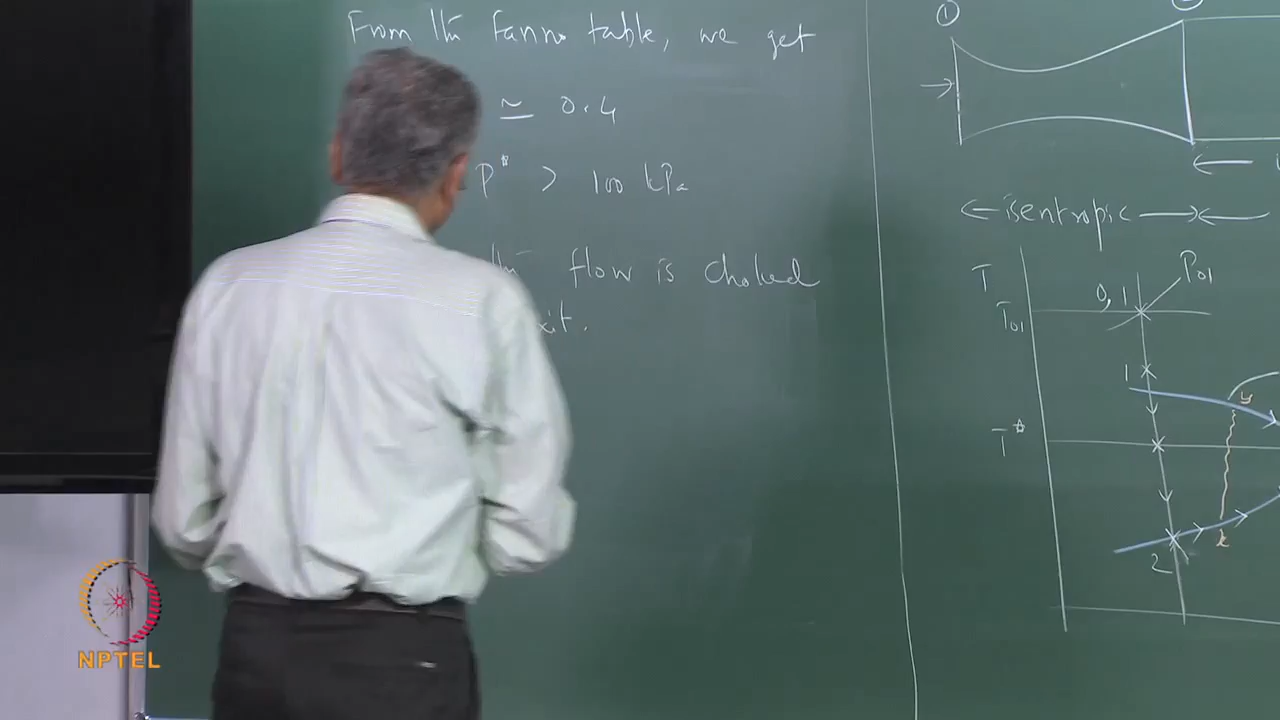 From the Fanno table, we get
≃ 0.4
P* > 100 kPa
the flow is choked
exit.
①
← isentropic →←
T
0,1
P01
T01
1
y
T*
x
2
NPTEL